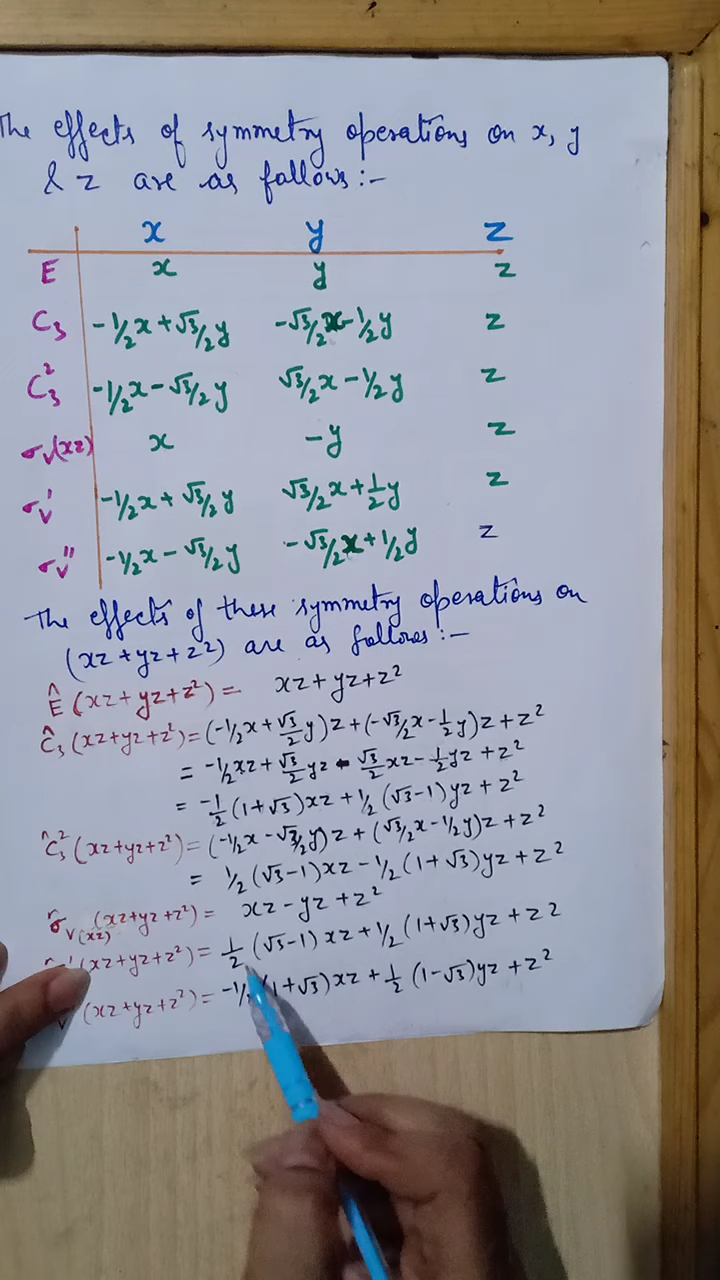 The effects of symmetry operations on x, y
& z are as follows:-
x y z
E x y z
C₃ -1/2x+√3/2y -√3/2x-1/2y z
C₃² -1/2x-√3/2y √3/2x-1/2y z
σv(xz) x -y z
σv' -1/2x+√3/2y √3/2x+1/2y z
σv'' -1/2x-√3/2y -√3/2x+1/2y z
The effects of these symmetry operations on
(xz+yz+z²) are as follows:-
Ê(xz+yz+z²)= xz+yz+z²
Ĉ₃(xz+yz+z²)=(-1/2x+√3/2y)z+(-√3/2x-1/2y)z+z²
= -1/2xz+√3/2yz-√3/2xz-1/2yz+z²
= -1/2(1+√3)xz+1/2(√3-1)yz+z²
Ĉ₃²(xz+yz+z²)=(-1/2x-√3/2y)z+(√3/2x-1/2y)z+z²
= 1/2(√3-1)xz-1/2(1+√3)yz+z²
σ̂v(xz)(xz+yz+z²)= xz-yz+z²
'(xz+yz+z²)= 1/2(√3-1)xz+1/2(1+√3)yz+z2
v (xz+yz+z²)= -1/2(1+√3)xz+1/2(1-√3)yz+z²